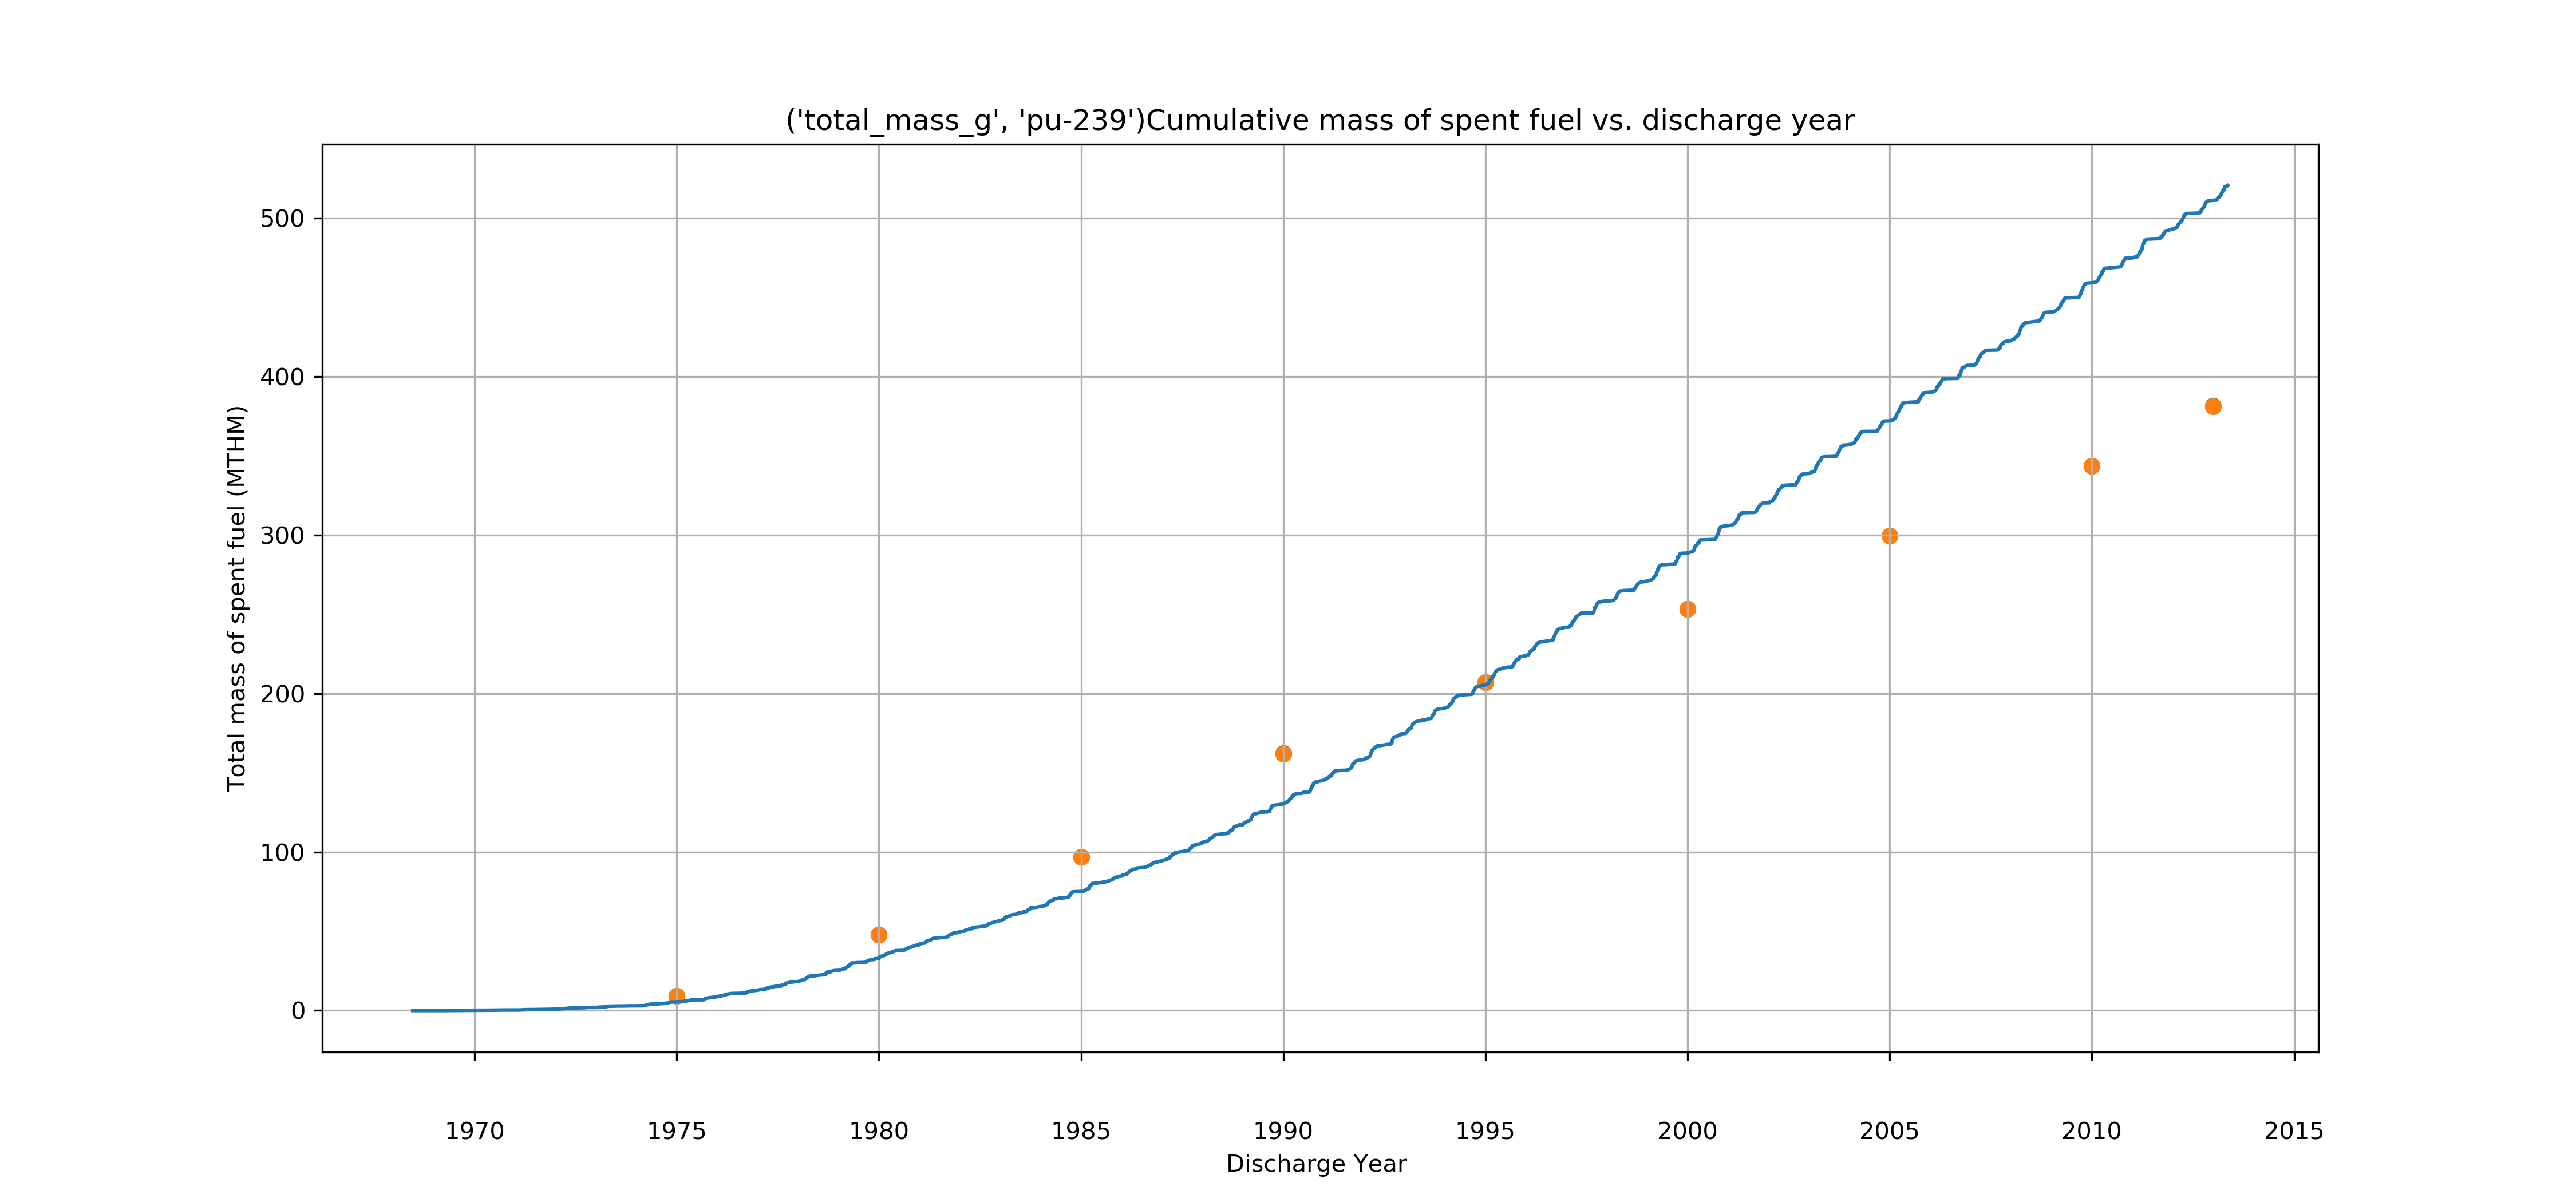 ('total_mass_g', 'pu-239')Cumulative mass of spent fuel vs. discharge year
Total mass of spent fuel (MTHM)
500
400
300
200
100
0
1970 1975 1980 1985 1990 1995 2000 2005 2010 2015
Discharge Year